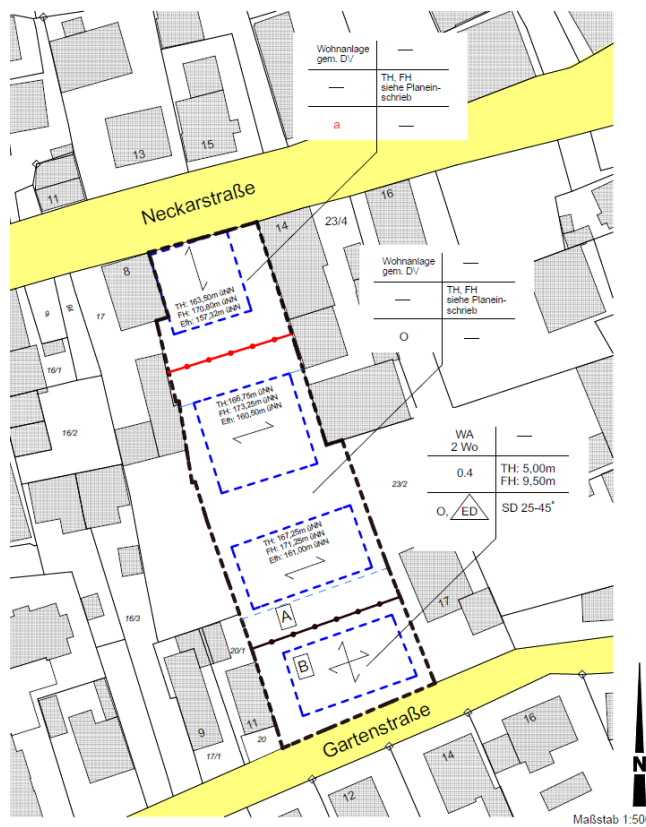 13
15
11
Wohnanlage
gem. DV
—
—
TH, FH
siehe Planein-
schrieb
a
—
Neckarstraße
14
23/4
16
8
9
16
17
16/1
TH: 163,50m üNN
FH: 170,80m üNN
Efh: 157,32m üNN
Wohnanlage
gem. DV
—
—
TH, FH
siehe Planein-
schrieb
O
—
TH:166,75m üNN
FH: 173,25m üNN
Efh: 160,50m üNN
16/2
WA
2 Wo
—
0.4
TH: 5,00m
FH: 9,50m
O, ED
SD 25-45°
23/2
TH: 167,25m üNN
FH: 171,25m üNN
Efh: 161,00m üNN
16/3
A
17
20/1
B
9
11
20
17/1
Gartenstraße
16
14
12
N
Maßstab 1:500